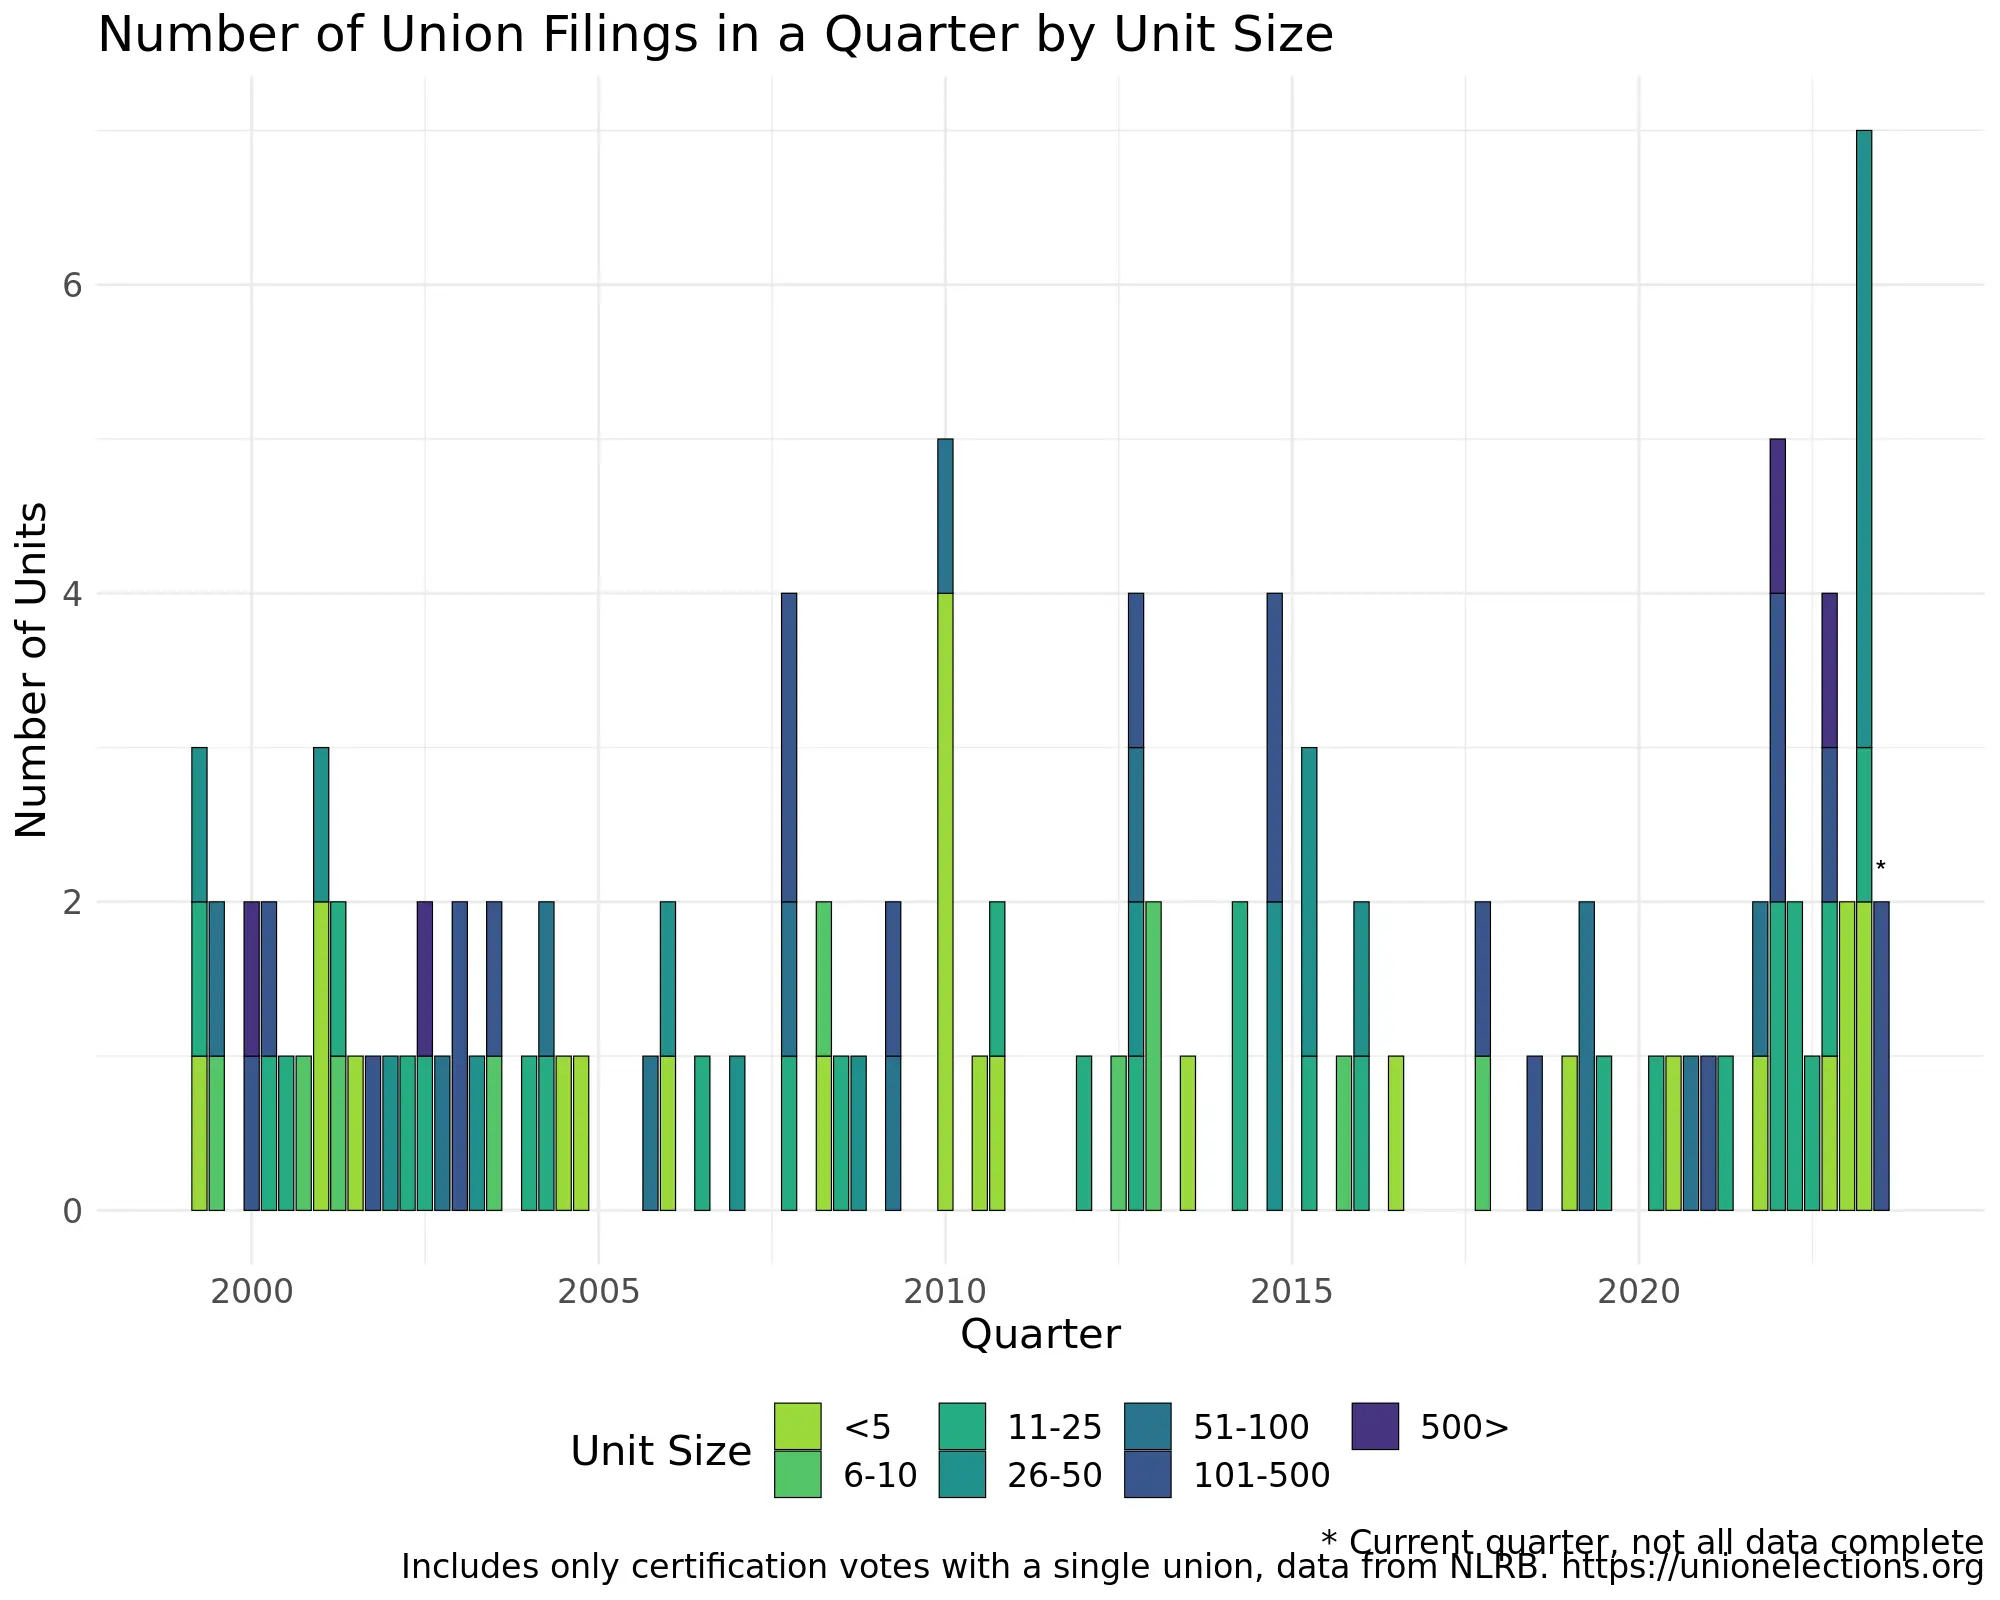 Number of Union Filings in a Quarter by Unit Size
Number of Units
6
4
2
0
*
2000 2005 2010 2015 2020
Quarter
Unit Size
<5 11-25 51-100 500>
6-10 26-50 101-500
* Current quarter, not all data complete
Includes only certification votes with a single union, data from NLRB. https://unionelections.org